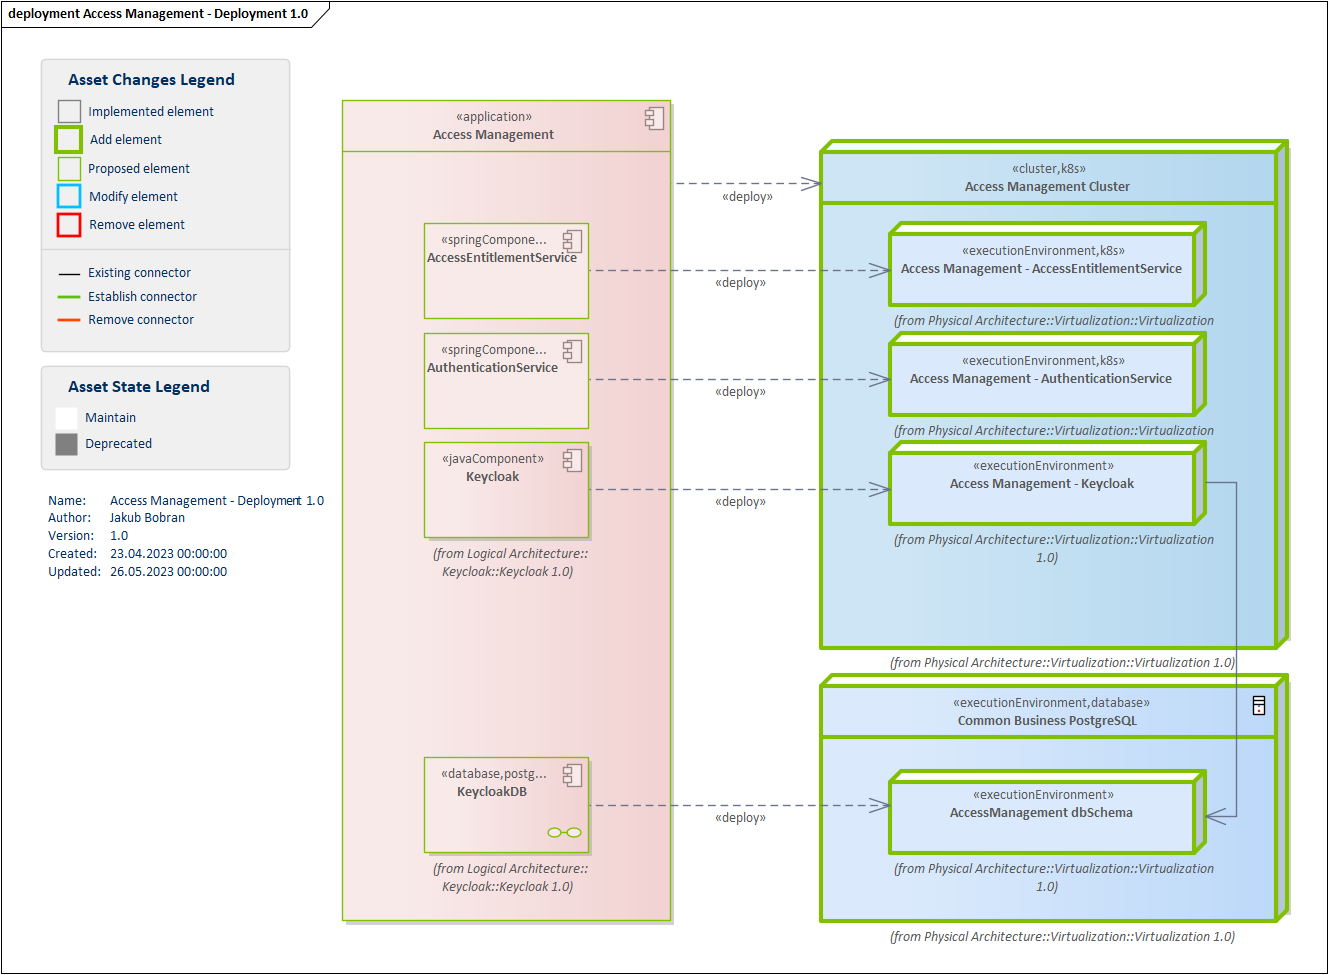 deployment Access Management - Deployment 1.0
Asset Changes Legend
Implemented element
Add element
Proposed element
Modify element
Remove element
Existing connector
Establish connector
Remove connector
Asset State Legend
Maintain
Deprecated
Name: Access Management - Deployment 1.0
Author: Jakub Bobran
Version: 1.0
Created: 23.04.2023 00:00:00
Updated: 26.05.2023 00:00:00
«application»
Access Management
«springCompone...
AccessEntitlementService
«springCompone...
AuthenticationService
«javaComponent»
Keycloak
(from Logical Architecture::
Keycloak::Keycloak 1.0)
«database,postg...
KeycloakDB
(from Logical Architecture::
Keycloak::Keycloak 1.0)
«deploy»
«deploy»
«deploy»
«deploy»
«deploy»
«cluster,k8s»
Access Management Cluster
«executionEnvironment,k8s»
Access Management - AccessEntitlementService
(from Physical Architecture::Virtualization::Virtualization
«executionEnvironment,k8s»
Access Management - AuthenticationService
(from Physical Architecture::Virtualization::Virtualization
«executionEnvironment»
Access Management - Keycloak
(from Physical Architecture::Virtualization::Virtualization
1.0)
(from Physical Architecture::Virtualization::Virtualization 1.0)
«executionEnvironment,database»
Common Business PostgreSQL
«executionEnvironment»
AccessManagement dbSchema
(from Physical Architecture::Virtualization::Virtualization
1.0)
(from Physical Architecture::Virtualization::Virtualization 1.0)